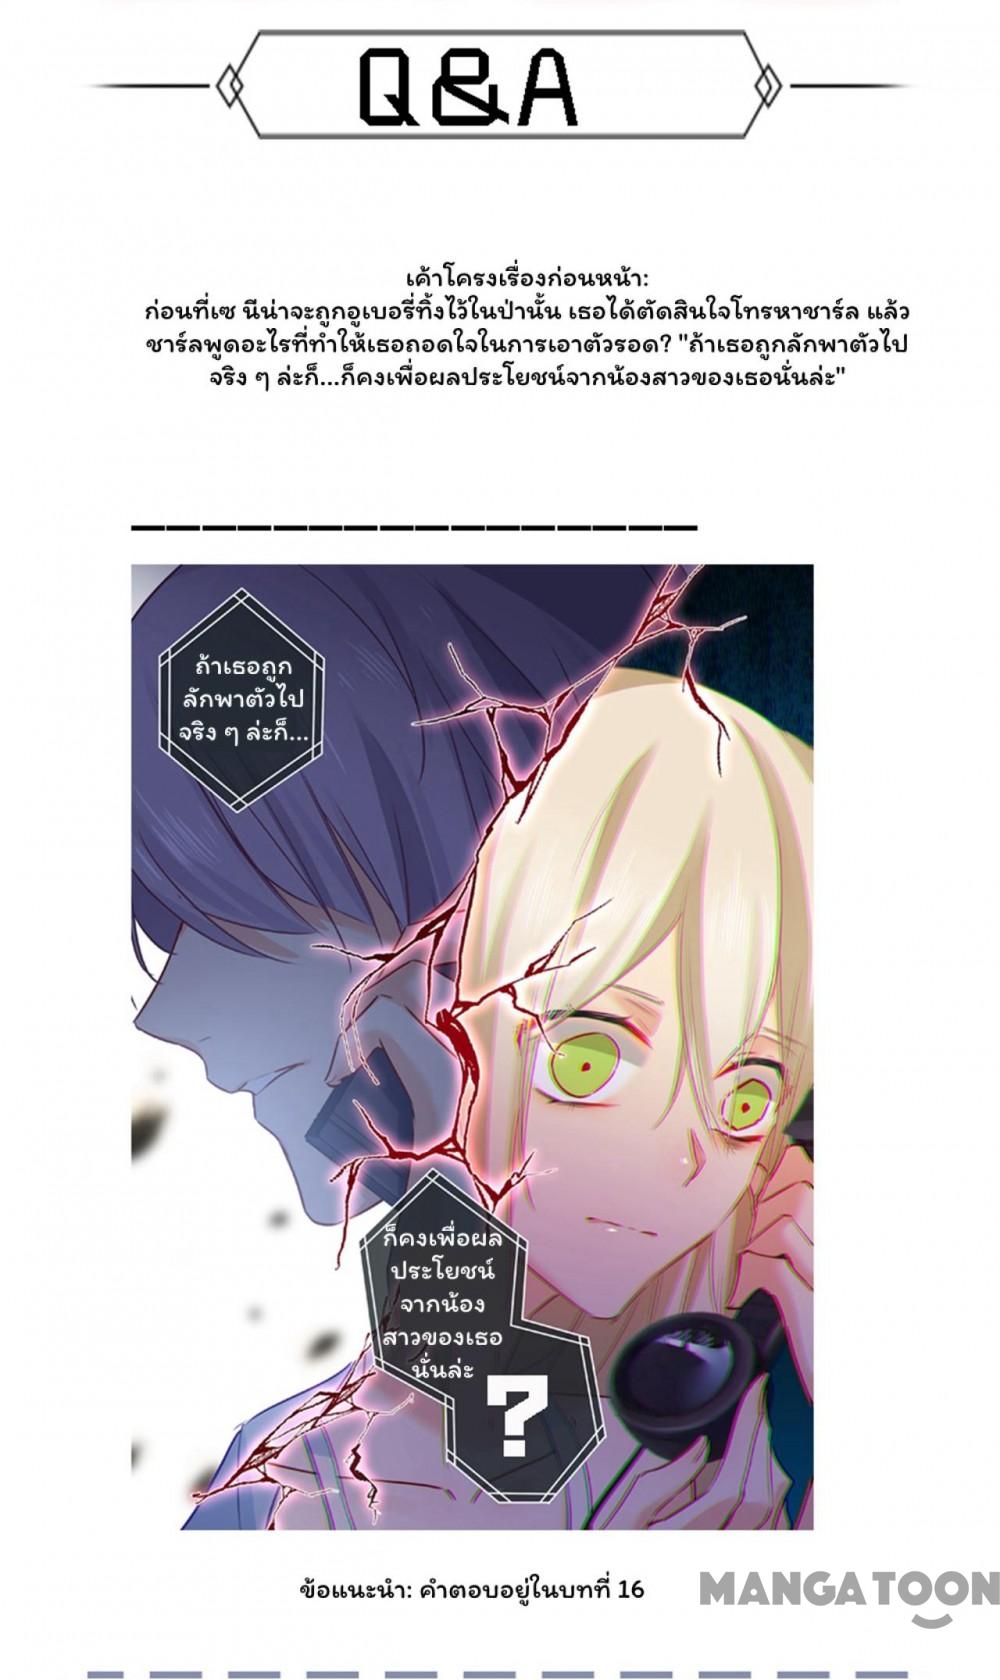 Q&A
เค้าโครงเรื่องก่อนหน้า:
ก่อนที่เซ นีน่าจะถูกอูเบอรี่ทิ้งไว้ในป่านั้น เธอได้ตัดสินใจโทรหาชาร์ล แล้ว
ชาร์ลพูดอะไรที่ทำให้เธอถอดใจในการเอาตัวรอด? "ถ้าเธอถูกลักพาตัวไป
จริง ๆ ล่ะก็...ก็คงเพื่อผลประโยชน์จากน้องสาวของเธอนั่นล่ะ"
ถ้าเธอถูก
ลักพาตัวไป
จริง ๆ ล่ะก็...
ก็คงเพื่อผล
ประโยชน์
จากน้อง
สาวของเธอ
นั่นล่ะ
?
ข้อแนะนำ: คำตอบอยู่ในบทที่ 16
MANGATOON